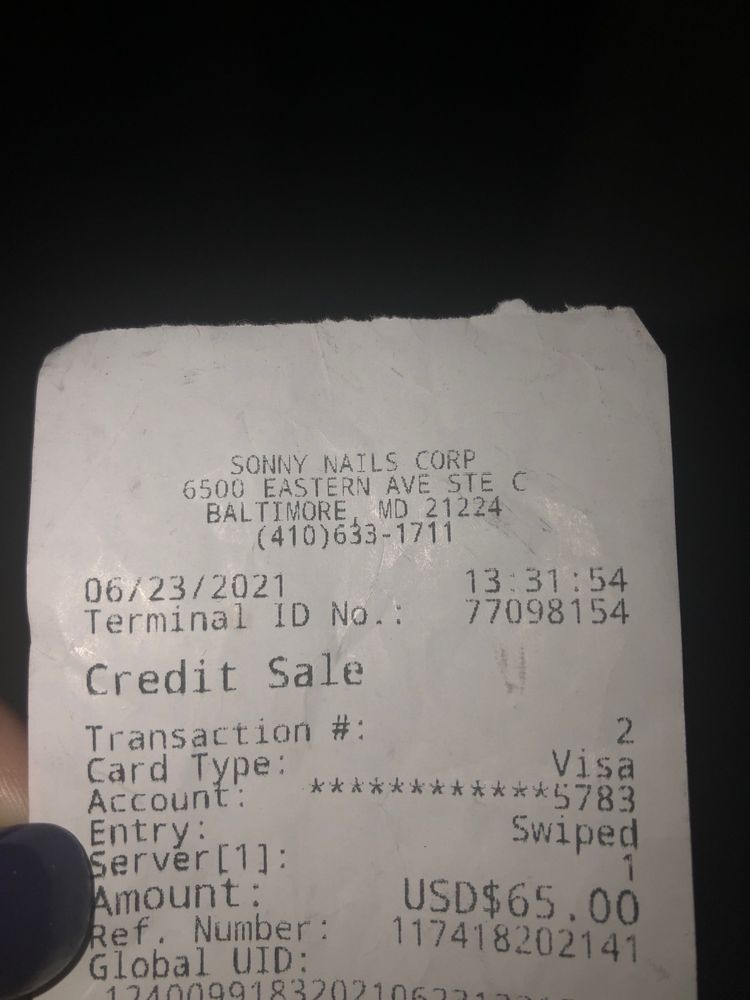 SONNY NAILS CORP
6500 EASTERN AVE STE C
BALTIMORE, MD 21224
(410)633-1711
06/23/2021 13:31:54
Terminal ID No.: 77098154
Credit Sale
Transaction #: 2
Card Type: Visa
Account: ************5783
Entry: Swiped
Server[1]: 1
Amount: USD$65.00
Ref. Number: 117418202141
Global UID: